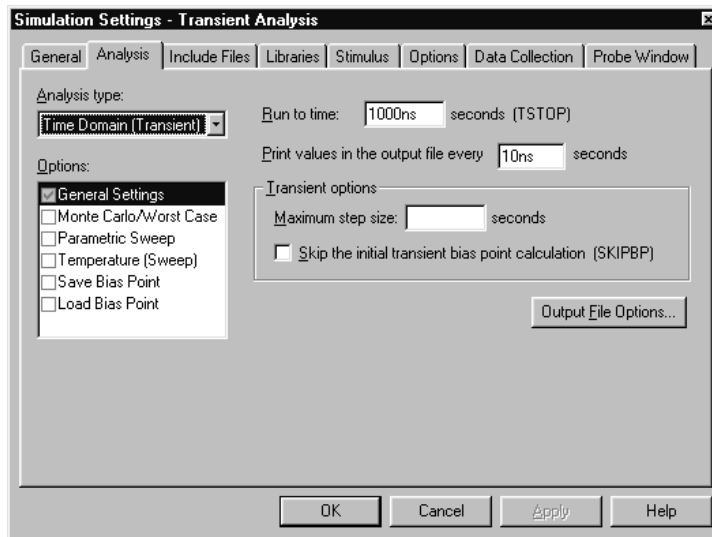 Simulation Settings - Transient Analysis
General Analysis Include Files Libraries Stimulus Options Data Collection Probe Window
Analysis type:
Time Domain (Transient)
Options:
General Settings
Monte Carlo/Worst Case
Parametric Sweep
Temperature (Sweep)
Save Bias Point
Load Bias Point
Run to time: 1000ns seconds (TSTOP)
Print values in the output file every 10ns seconds
Transient options
Maximum step size: seconds
Skip the initial transient bias point calculation (SKIPBP)
Output File Options...
OK Cancel Apply Help